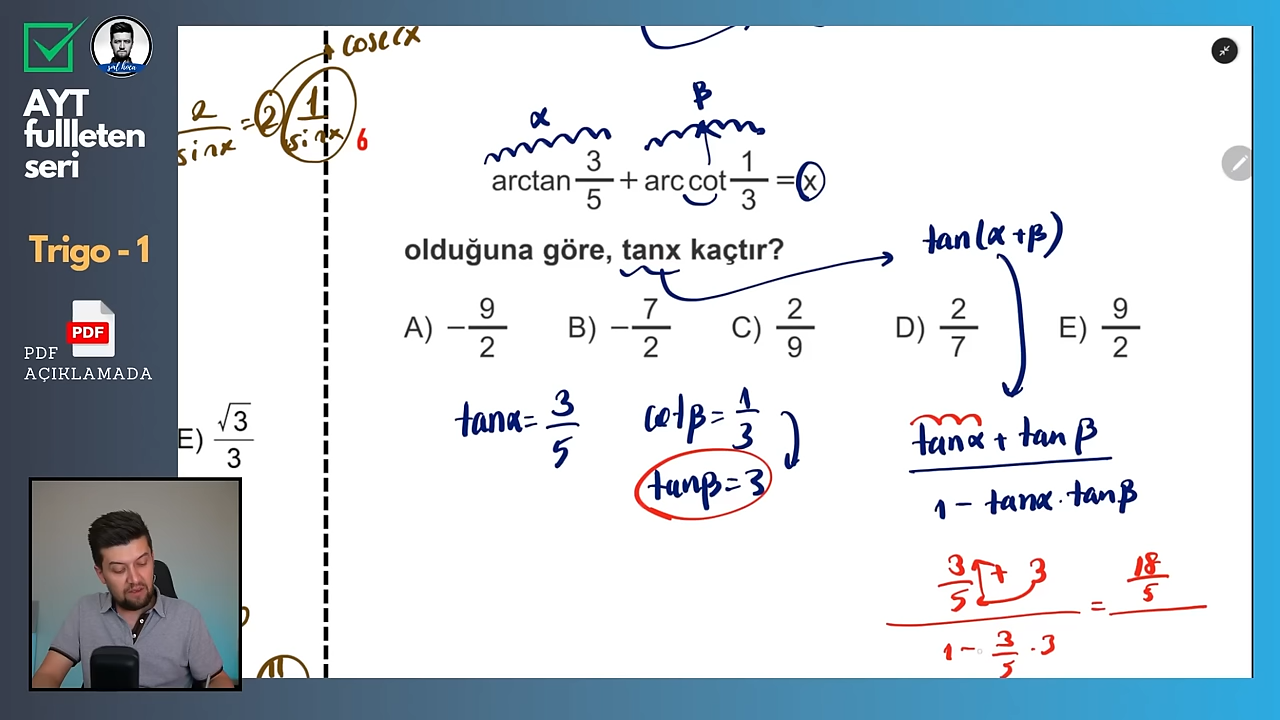 AYT
fullleten
seri
Trigo - 1
PDF
PDF
AÇIKLAMADA
cosecx
2/sinx = 2 1/sinx
6
α
β
arctan 3/5 + arc cot 1/3 = x
olduğuna göre, tanx kaçtır?
tan(α+β)
A) −9/2 B) −7/2 C) 2/9 D) 2/7 E) 9/2
tanα = 3/5 cotβ = 1/3
tanβ = 3
tanα + tanβ
1 − tanα . tanβ
3/5 + 3 = 18/5
1 − 3/5 . 3
E) √3/3